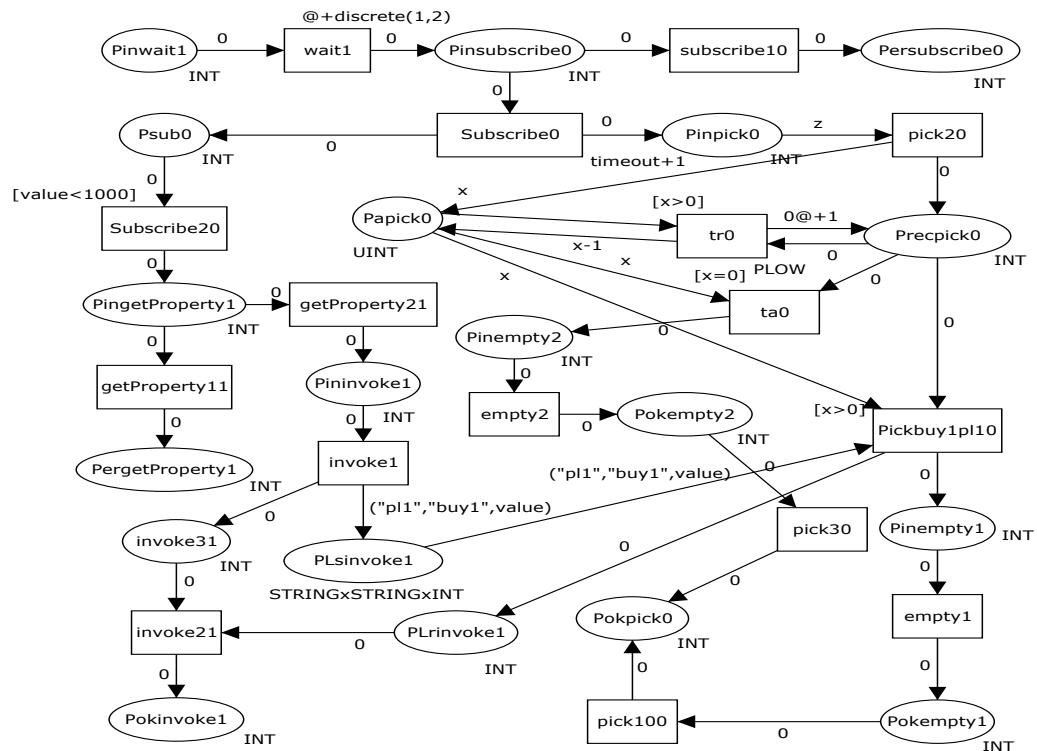 @+discrete(1,2)
Pinwait1
0
wait1
0
Pinsubscribe0
0
subscribe10
0
Persubscribe0
INT
INT
INT
0
Psub0
0
Subscribe0
0
Pinpick0
z
pick20
INT
INT
timeout+1
0
0
[value<1000]
x
Subscribe20
Papick0
[x>0]
tr0
0@+1
Precpick0
UINT
x-1
PLOW
0
INT
0
x
x
[x=0]
0
PingetProperty1
0
getProperty21
ta0
INT
0
Pinempty2
INT
0
0
0
0
getProperty11
Pininvoke1
INT
empty2
0
Pokempty2
INT
[x>0]
Pickbuy1pl10
0
0
PergetProperty1
INT
invoke1
0
("pl1","buy1",value)
0
0
("pl1","buy1",value)
invoke31
INT
PLsinvoke1
STRINGxSTRINGxINT
pick30
Pinempty1
INT
0
0
0
0
invoke21
0
PLrinvoke1
INT
Pokpick0
INT
empty1
0
0
0
Pokinvoke1
INT
pick100
0
Pokempty1
INT